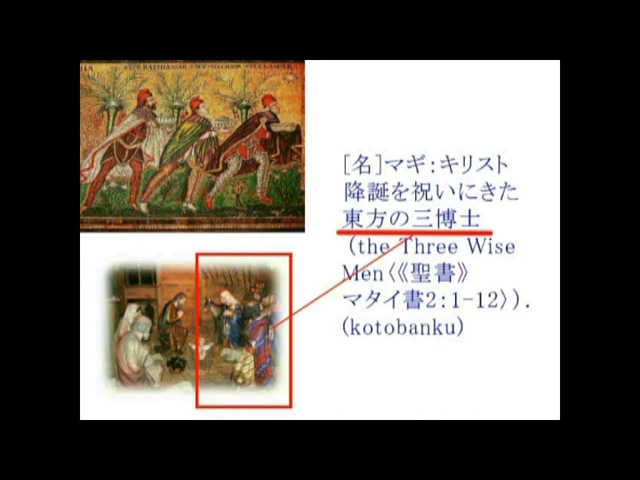 [名]マギ:キリスト
降誕を祝いにきた
東方の三博士
(the Three Wise
Men〈《聖書》
マタイ書2:1-12〉).
(kotobanku)